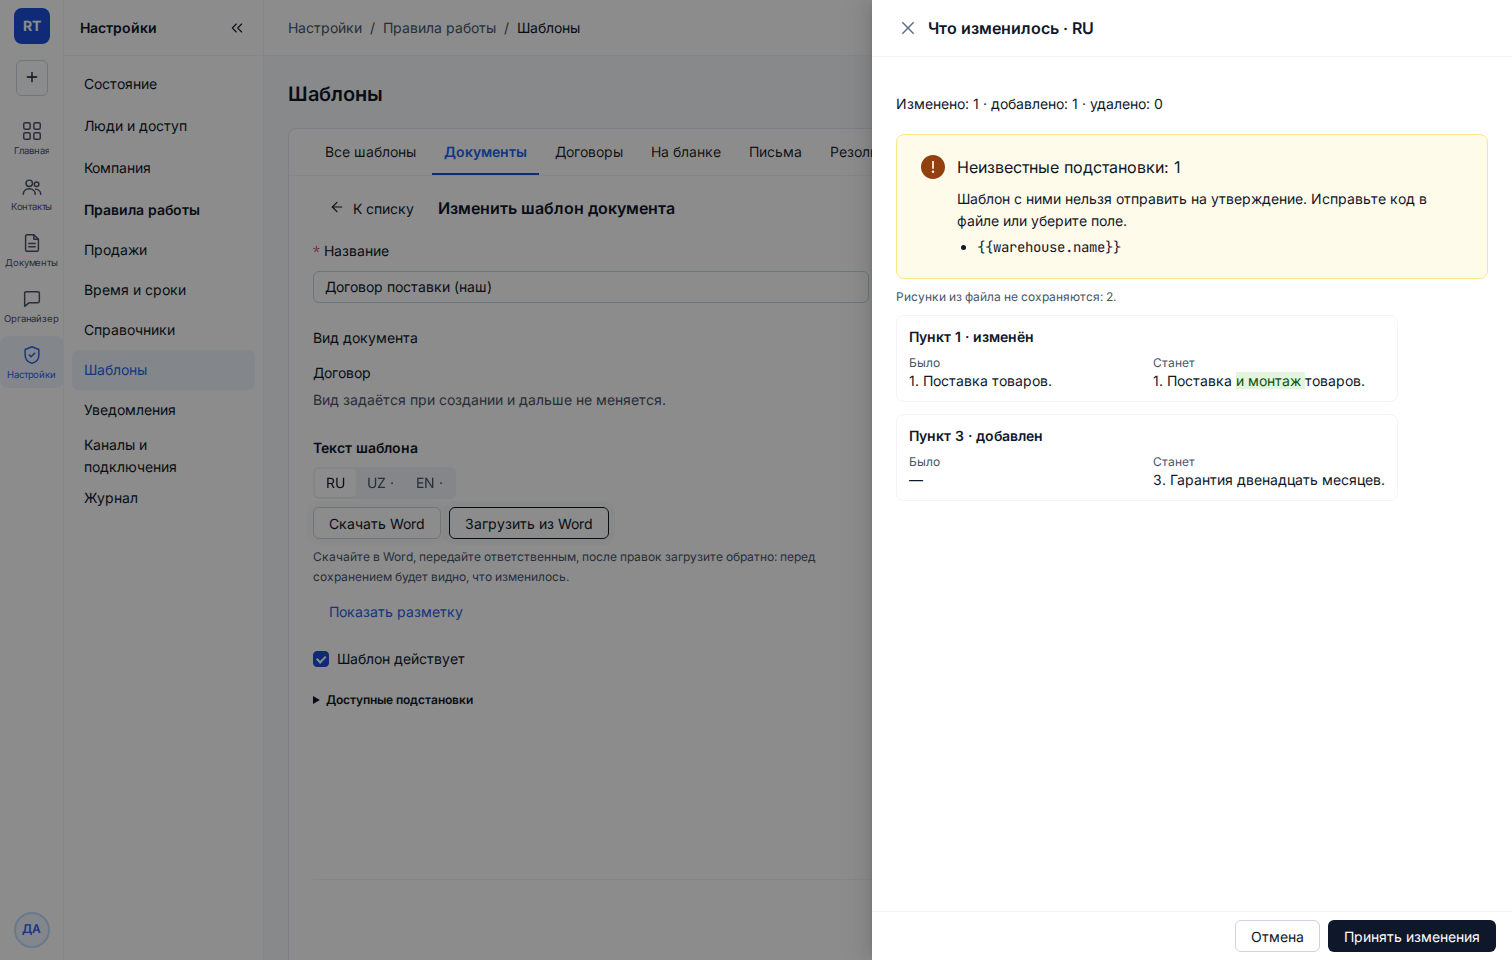 RT
Настройки
Настройки / Правила работы / Шаблоны
Главная
Контакты
Документы
Органайзер
Настройки
ДА
Состояние
Люди и доступ
Компания
Правила работы
Продажи
Время и сроки
Справочники
Шаблоны
Уведомления
Каналы и
подключения
Журнал
Шаблоны
Все шаблоны Документы Договоры На бланке Письма Резол
К списку Изменить шаблон документа
* Название
Договор поставки (наш)
Вид документа
Договор
Вид задаётся при создании и дальше не меняется.
Текст шаблона
RU UZ · EN ·
Скачать Word Загрузить из Word
Скачайте в Word, передайте ответственным, после правок загрузите обратно: перед
сохранением будет видно, что изменилось.
Показать разметку
Шаблон действует
Доступные подстановки
Что изменилось · RU
Изменено: 1 · добавлено: 1 · удалено: 0
Неизвестные подстановки: 1
Шаблон с ними нельзя отправить на утверждение. Исправьте код в
файле или уберите поле.
• {{warehouse.name}}
Рисунки из файла не сохраняются: 2.
Пункт 1 · изменён
Было Станет
1. Поставка товаров. 1. Поставка и монтаж товаров.
Пункт 3 · добавлен
Было Станет
— 3. Гарантия двенадцать месяцев.
Отмена Принять изменения